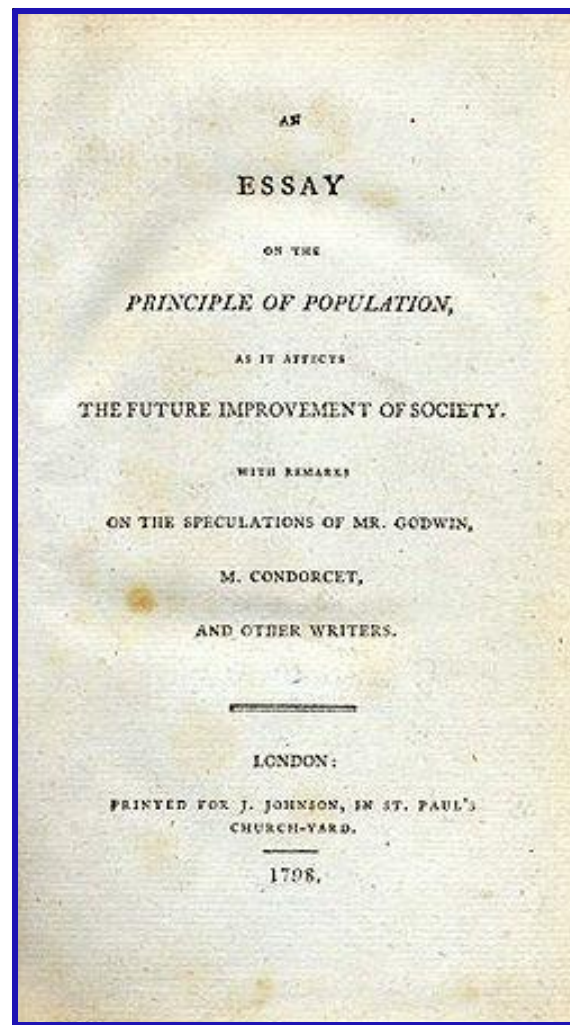 AN
ESSAY
ON THE
PRINCIPLE OF POPULATION,
AS IT AFFECTS
THE FUTURE IMPROVEMENT OF SOCIETY.
WITH REMARKS
ON THE SPECULATIONS OF MR. GODWIN,
M. CONDORCET,
AND OTHER WRITERS.
LONDON:
PRINTED FOR J. JOHNSON, IN ST. PAUL'S
CHURCH-YARD.
1798.